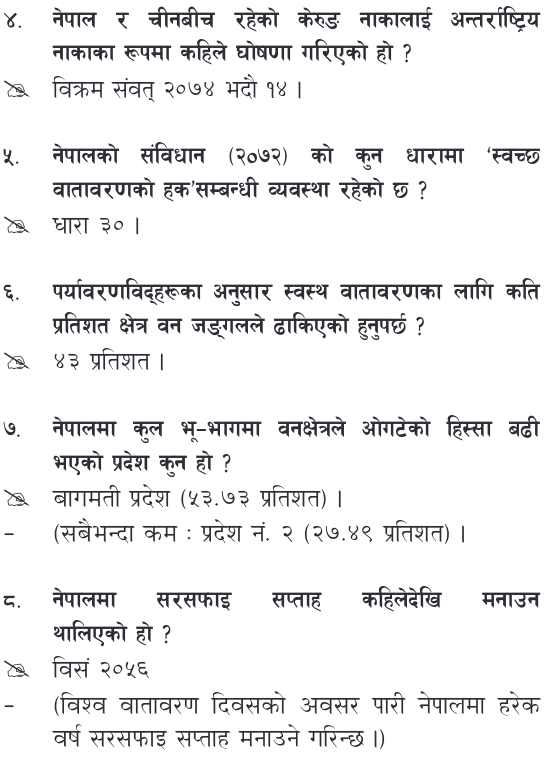 ४. नेपाल र चीनबीच रहेको केरुङ नाकालाई अन्तर्राष्ट्रिय
नाकाका रूपमा कहिले घोषणा गरिएको हो ?
विक्रम संवत् २०७४ भदौ १४ ।
५. नेपालको संविधान (२०७२) को कुन धारामा ‘स्वच्छ
वातावरणको हक’सम्बन्धी व्यवस्था रहेको छ ?
धारा ३० ।
६. पर्यावरणविद्हरूका अनुसार स्वस्थ वातावरणका लागि कति
प्रतिशत क्षेत्र वन जङ्गलले ढाकिएको हुनुपर्छ ?
४३ प्रतिशत ।
७. नेपालमा कुल भू-भागमा वनक्षेत्रले ओगटेको हिस्सा बढी
भएको प्रदेश कुन हो ?
बागमती प्रदेश (५३.७३ प्रतिशत) ।
– (सबैभन्दा कम : प्रदेश नं. २ (२७.४९ प्रतिशत) ।
८. नेपालमा सरसफाइ सप्ताह कहिलेदेखि मनाउन
थालिएको हो ?
विसं २०५६
– (विश्व वातावरण दिवसको अवसर पारी नेपालमा हरेक
वर्ष सरसफाइ सप्ताह मनाउने गरिन्छ ।)